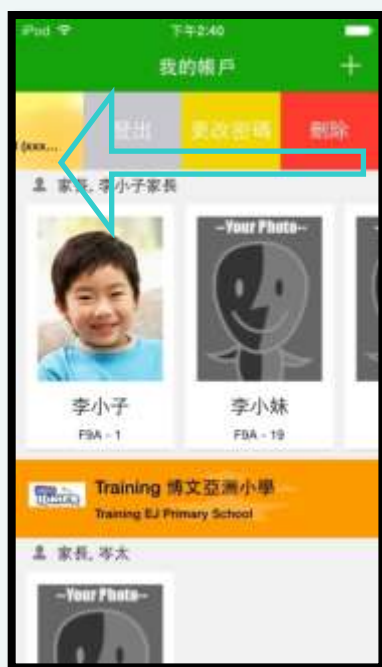 iPod 下午2:40
我的帳戶 +
(xxx... 登出 更改密碼 刪除
家長, 李小子家長
--Your Photo--
李小子 李小妹
F9A - 1 F9A - 19
Training 博文亞洲小學
Training EJ Primary School
家長, 岑太
--Your Photo--